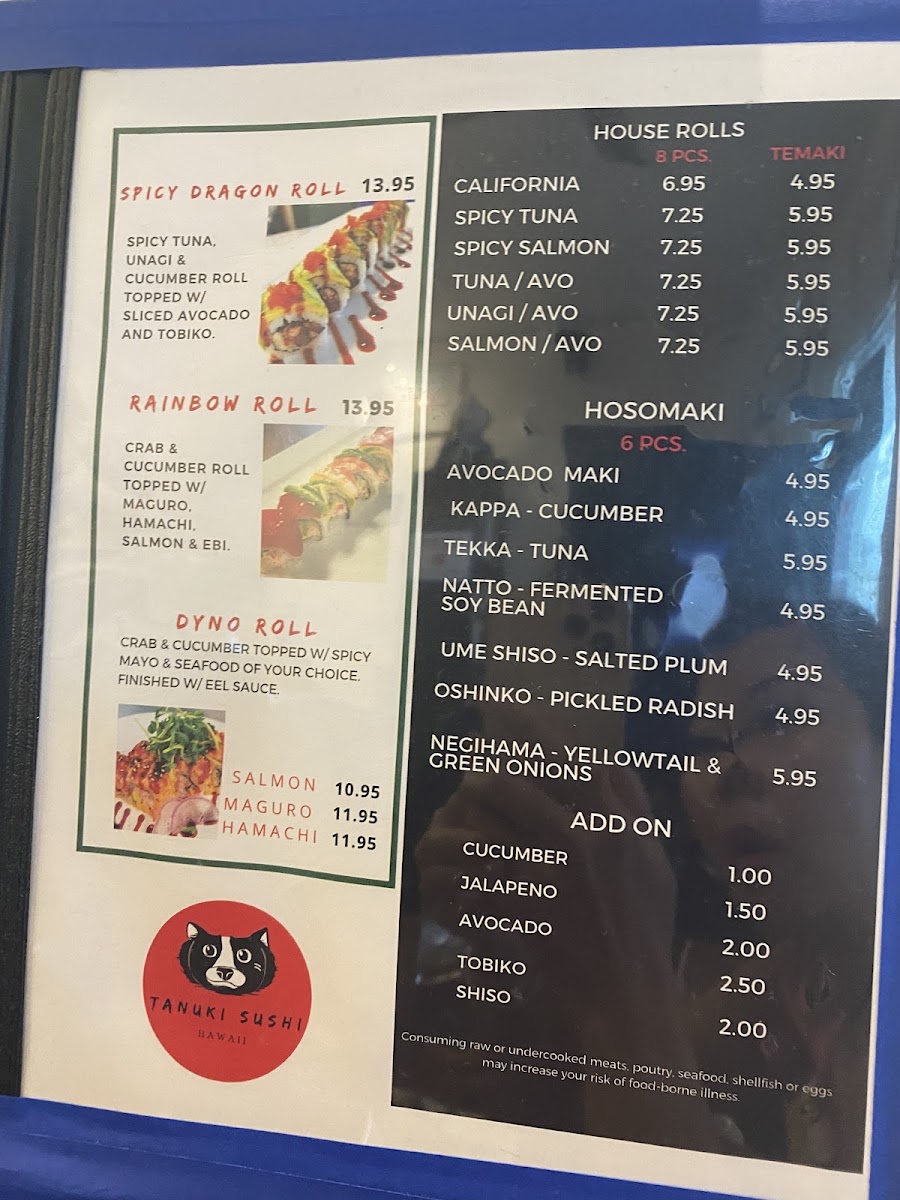 SPICY DRAGON ROLL 13.95
SPICY TUNA,
UNAGI &
CUCUMBER ROLL
TOPPED W/
SLICED AVOCADO
AND TOBIKO.
RAINBOW ROLL 13.95
CRAB &
CUCUMBER ROLL
TOPPED W/
MAGURO,
HAMACHI,
SALMON & EBI.
DYNO ROLL
CRAB & CUCUMBER TOPPED W/ SPICY
MAYO & SEAFOOD OF YOUR CHOICE.
FINISHED W/ EEL SAUCE.
SALMON 10.95
MAGURO 11.95
HAMACHI 11.95
TANUKI SUSHI
HAWAII
HOUSE ROLLS
8 PCS. TEMAKI
CALIFORNIA 6.95 4.95
SPICY TUNA 7.25 5.95
SPICY SALMON 7.25 5.95
TUNA / AVO 7.25 5.95
UNAGI / AVO 7.25 5.95
SALMON / AVO 7.25 5.95
HOSOMAKI
6 PCS.
AVOCADO MAKI 4.95
KAPPA - CUCUMBER 4.95
TEKKA - TUNA 5.95
NATTO - FERMENTED
SOY BEAN 4.95
UME SHISO - SALTED PLUM 4.95
OSHINKO - PICKLED RADISH 4.95
NEGIHAMA - YELLOWTAIL &
GREEN ONIONS 5.95
ADD ON
CUCUMBER 1.00
JALAPENO 1.50
AVOCADO 2.00
TOBIKO 2.50
SHISO 2.00
Consuming raw or undercooked meats, poutry, seafood, shellfish or eggs
may increase your risk of food-borne illness.